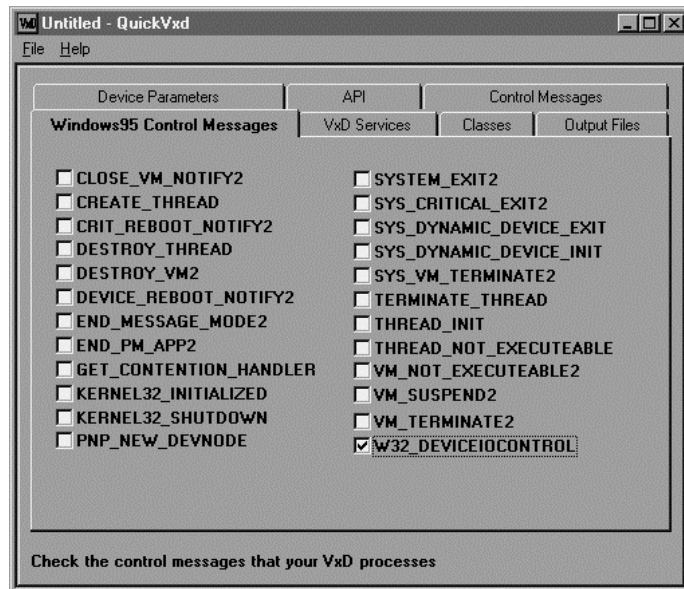 VxD Untitled - QuickVxd
File Help
Device Parameters API Control Messages
Windows95 Control Messages VxD Services Classes Output Files
CLOSE_VM_NOTIFY2
CREATE_THREAD
CRIT_REBOOT_NOTIFY2
DESTROY_THREAD
DESTROY_VM2
DEVICE_REBOOT_NOTIFY2
END_MESSAGE_MODE2
END_PM_APP2
GET_CONTENTION_HANDLER
KERNEL32_INITIALIZED
KERNEL32_SHUTDOWN
PNP_NEW_DEVNODE
SYSTEM_EXIT2
SYS_CRITICAL_EXIT2
SYS_DYNAMIC_DEVICE_EXIT
SYS_DYNAMIC_DEVICE_INIT
SYS_VM_TERMINATE2
TERMINATE_THREAD
THREAD_INIT
THREAD_NOT_EXECUTEABLE
VM_NOT_EXECUTEABLE2
VM_SUSPEND2
VM_TERMINATE2
W32_DEVICEIOCONTROL
Check the control messages that your VxD processes